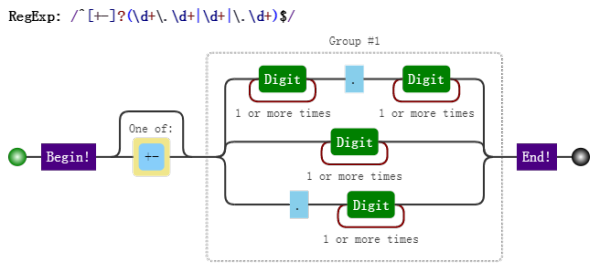 RegExp: /^[+-]?(\d+\.\d+|\d+|\.\d+)$/
Group #1
Digit . Digit
One of:
1 or more times 1 or more times
Begin! +- Digit End!
1 or more times
. Digit
1 or more times